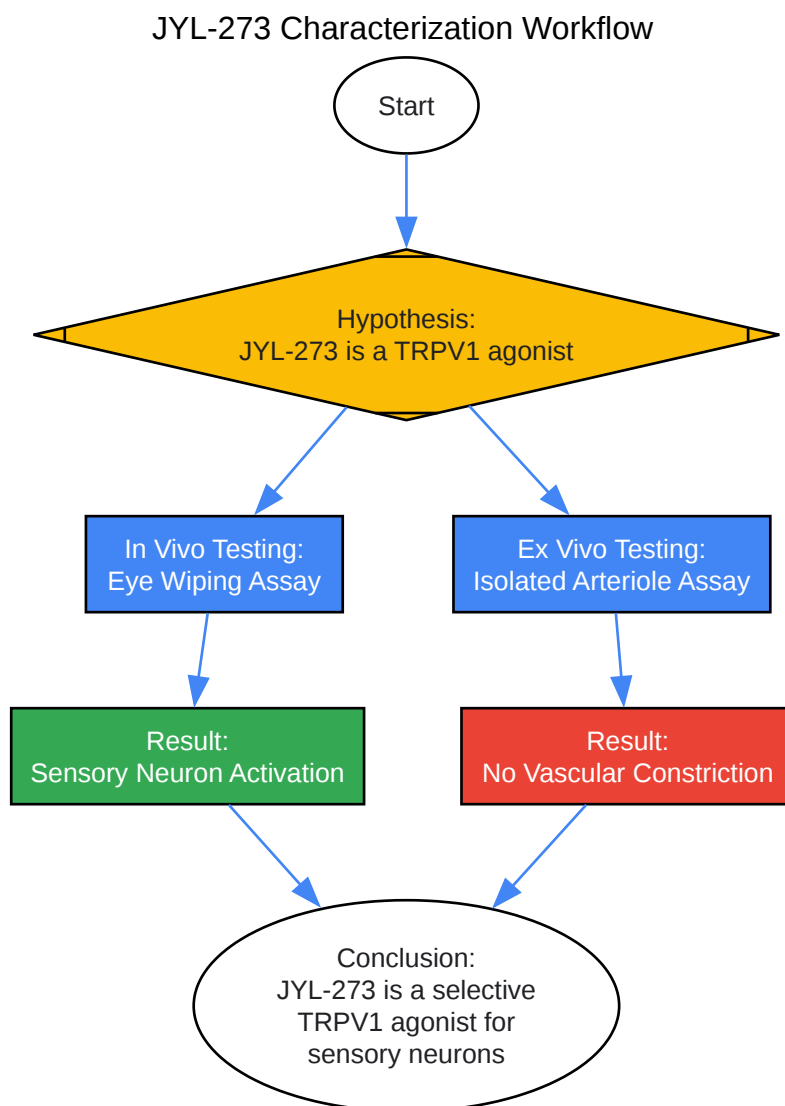 JYL-273 Characterization Workflow
Start
Hypothesis:
JYL-273 is a TRPV1 agonist
In Vivo Testing:
Eye Wiping Assay
Ex Vivo Testing:
Isolated Arteriole Assay
Result:
Sensory Neuron Activation
Result:
No Vascular Constriction
Conclusion:
JYL-273 is a selective
TRPV1 agonist for
sensory neurons